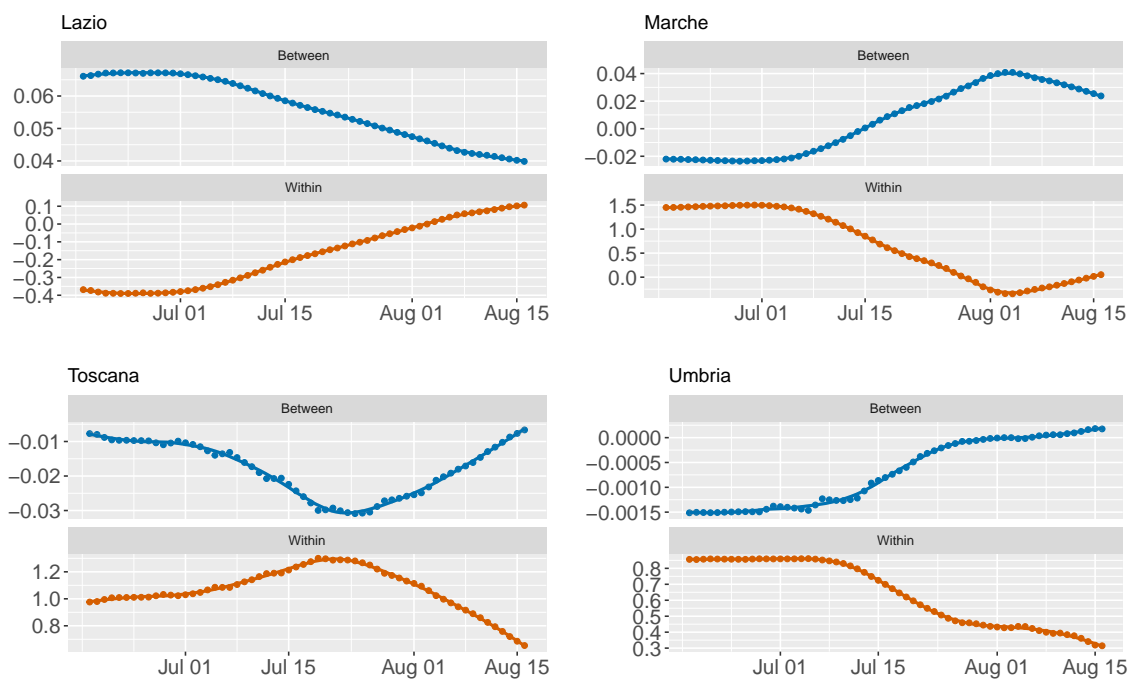 Lazio
Between
0.06
0.05
0.04
Within
0.1
0.0
−0.1
−0.2
−0.3
−0.4
Jul 01 Jul 15 Aug 01 Aug 15
Marche
Between
0.04
0.02
0.00
−0.02
Within
1.5
1.0
0.5
0.0
Jul 01 Jul 15 Aug 01 Aug 15
Toscana
Between
−0.01
−0.02
−0.03
Within
1.2
1.0
0.8
Jul 01 Jul 15 Aug 01 Aug 15
Umbria
Between
0.0000
−0.0005
−0.0010
−0.0015
Within
0.8
0.7
0.6
0.5
0.4
0.3
Jul 01 Jul 15 Aug 01 Aug 15